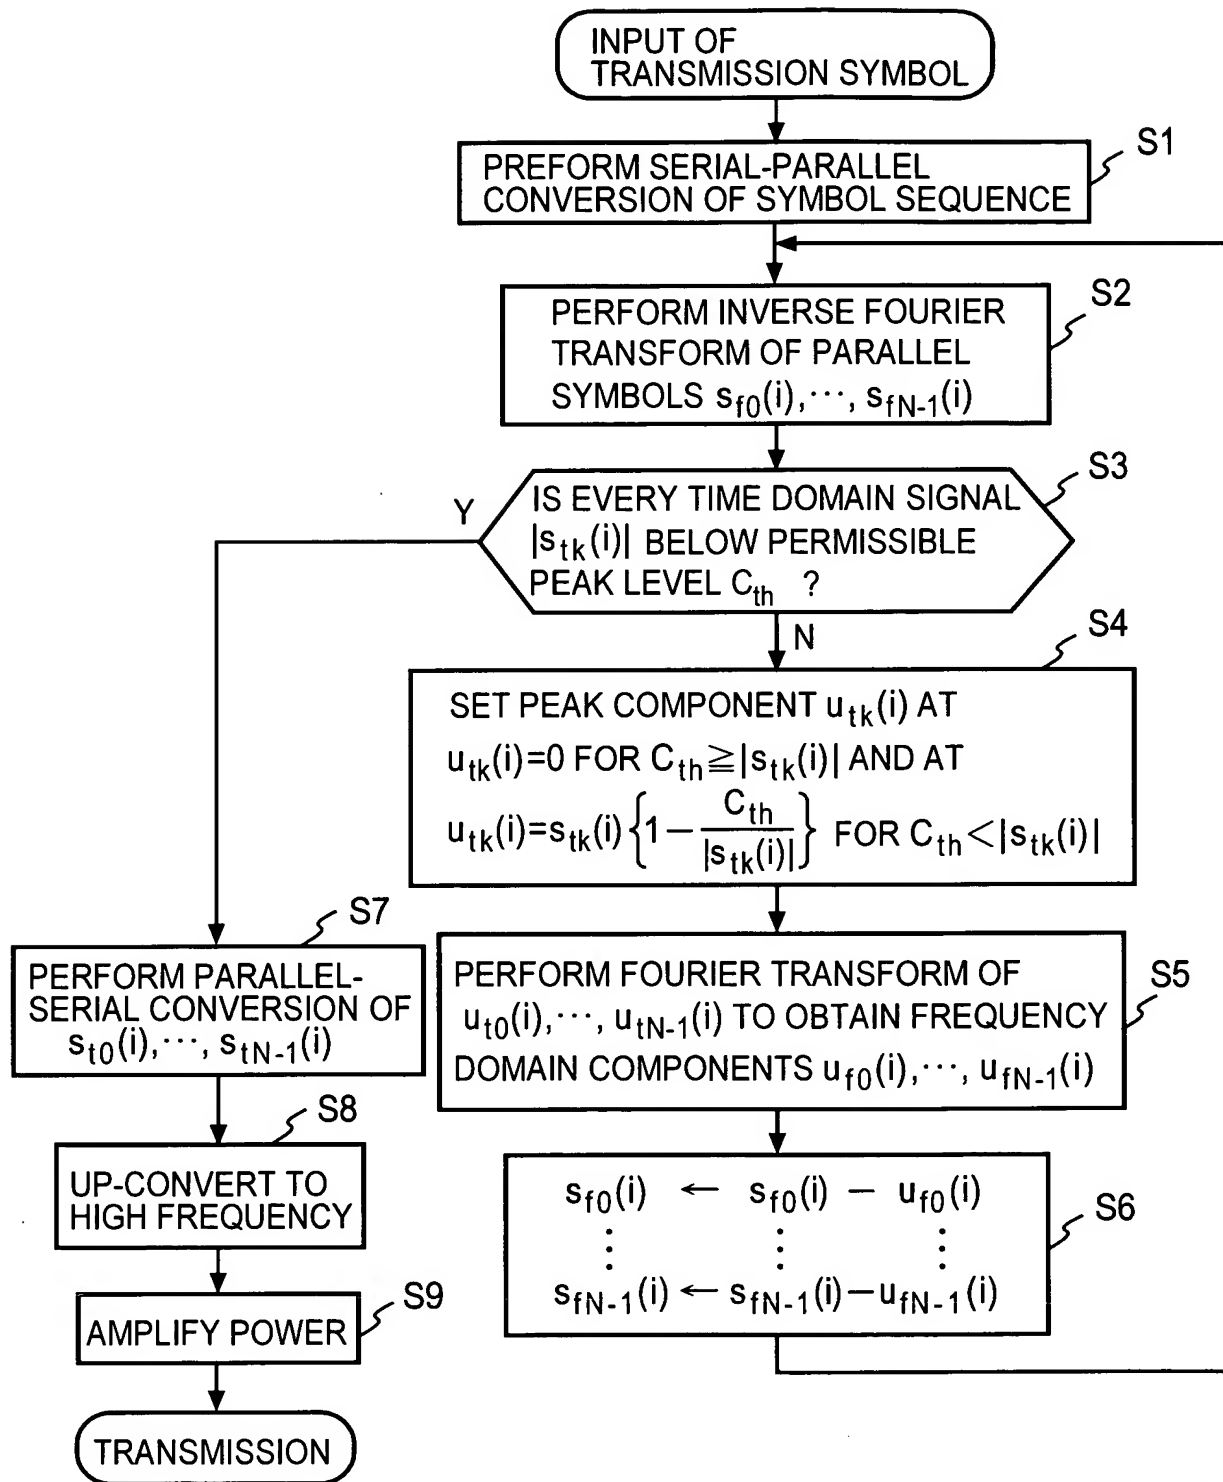 INPUT OF
TRANSMISSION SYMBOL
S1
PREFORM SERIAL-PARALLEL
CONVERSION OF SYMBOL SEQUENCE
S2
PERFORM INVERSE FOURIER
TRANSFORM OF PARALLEL
SYMBOLS s_f0(i),⋯, s_fN-1(i)
S3
Y
IS EVERY TIME DOMAIN SIGNAL
|s_tk(i)| BELOW PERMISSIBLE
PEAK LEVEL C_th ?
N
S4
SET PEAK COMPONENT u_tk(i) AT
u_tk(i)=0 FOR C_th≧|s_tk(i)| AND AT
u_tk(i)=s_tk(i){1−C_th/|s_tk(i)|} FOR C_th<|s_tk(i)|
S5
PERFORM FOURIER TRANSFORM OF
u_t0(i),⋯, u_tN-1(i) TO OBTAIN FREQUENCY
DOMAIN COMPONENTS u_f0(i),⋯, u_fN-1(i)
S6
s_f0(i) ← s_f0(i) − u_f0(i)
⋮ ⋮ ⋮
s_fN-1(i) ← s_fN-1(i)−u_fN-1(i)
S7
PERFORM PARALLEL-
SERIAL CONVERSION OF
s_t0(i),⋯, s_tN-1(i)
S8
UP-CONVERT TO
HIGH FREQUENCY
S9
AMPLIFY POWER
TRANSMISSION